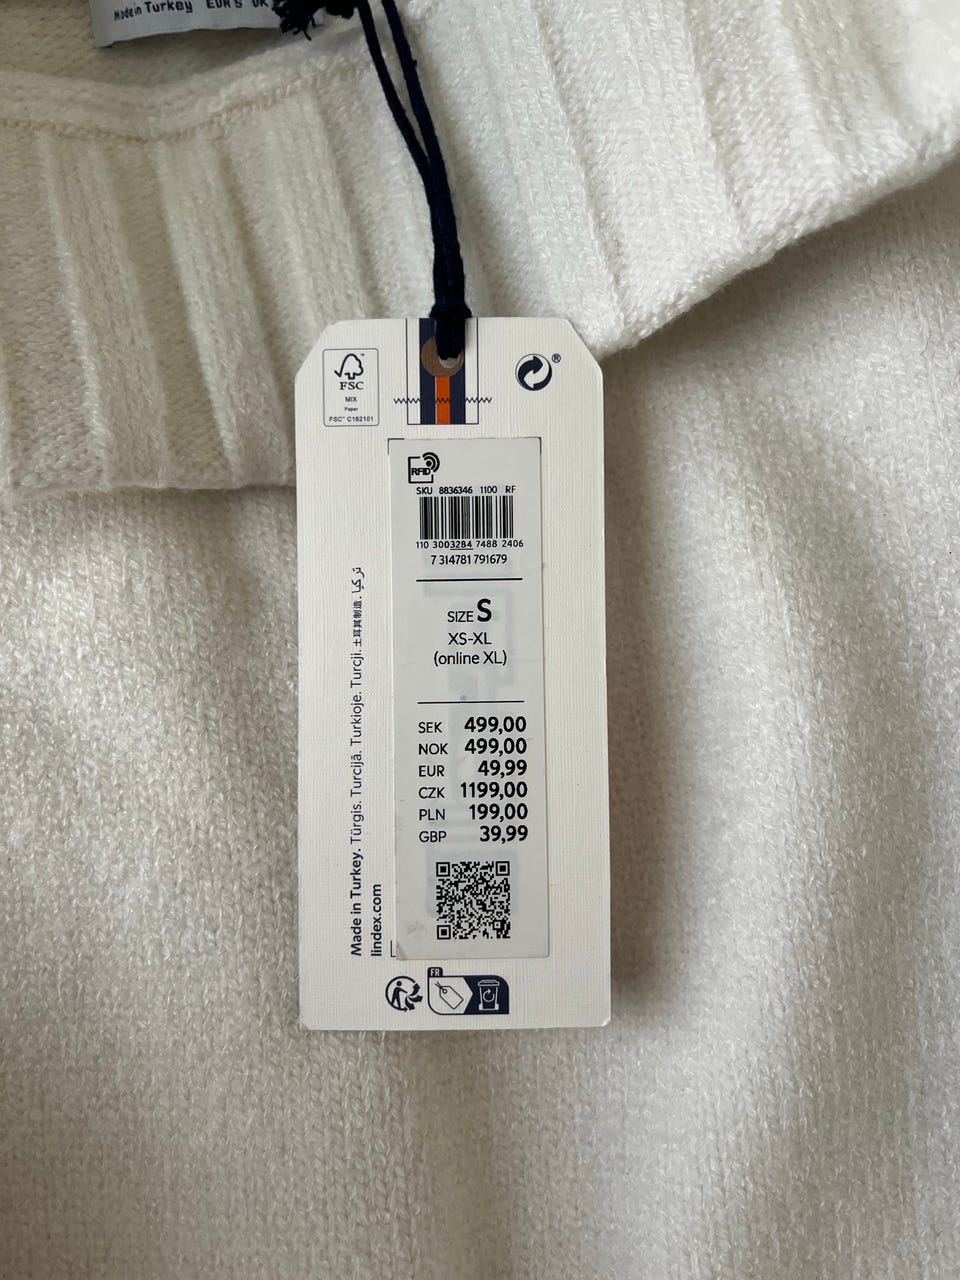 Made in Turkey EUR S UK
FSC
MIX
Paper
FSC® C162101
®
RFID
SKU 8836346 1100 RF
110 3003284 7488 2406
7 314781 791679
SIZE S
XS-XL
(online XL)
SEK 499,00
NOK 499,00
EUR 49,99
CZK 1199,00
PLN 199,00
GBP 39,99
Made in Turkey. Türgis. Turcijā. Turkioje. Turcji. 土耳其制造. تركيا
lindex.com
FR